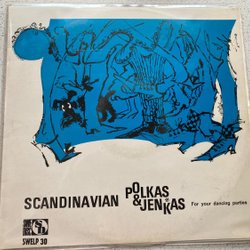 SCANDINAVIAN POLKAS
& JENKAS
For your dancing parties
SWELP 30